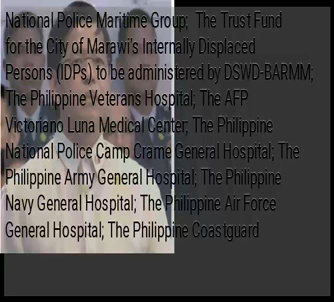 National Police Maritime Group;  The Trust Fund
for the City of Marawi's Internally Displaced
Persons (IDPs) to be administered by DSWD-BARMM;
The Philippine Veterans Hospital; The AFP
Victoriano Luna Medical Center; The Philippine
National Police Camp Crame General Hospital; The
Philippine Army General Hospital; The Philippine
Navy General Hospital; The Philippine Air Force
General Hospital; The Philippine Coastguard